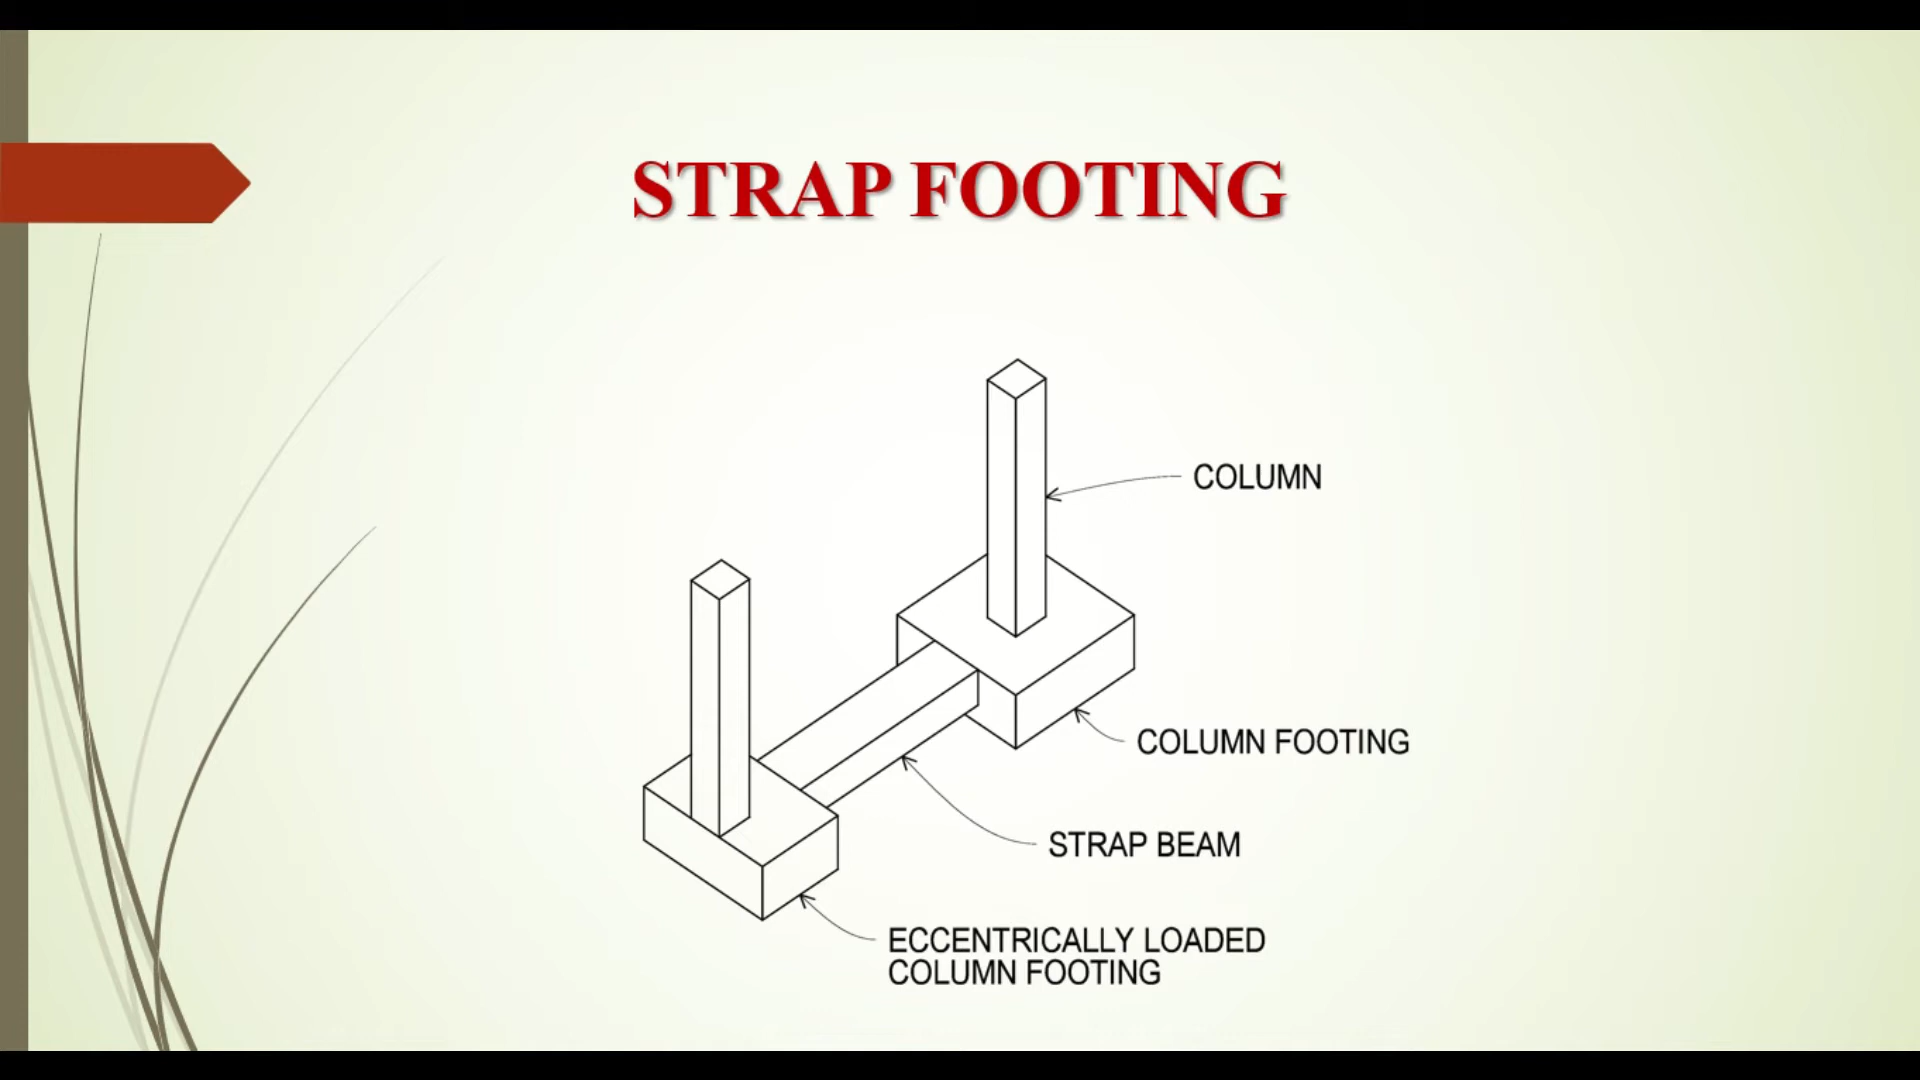 STRAP FOOTING
COLUMN
COLUMN FOOTING
STRAP BEAM
ECCENTRICALLY LOADED
COLUMN FOOTING